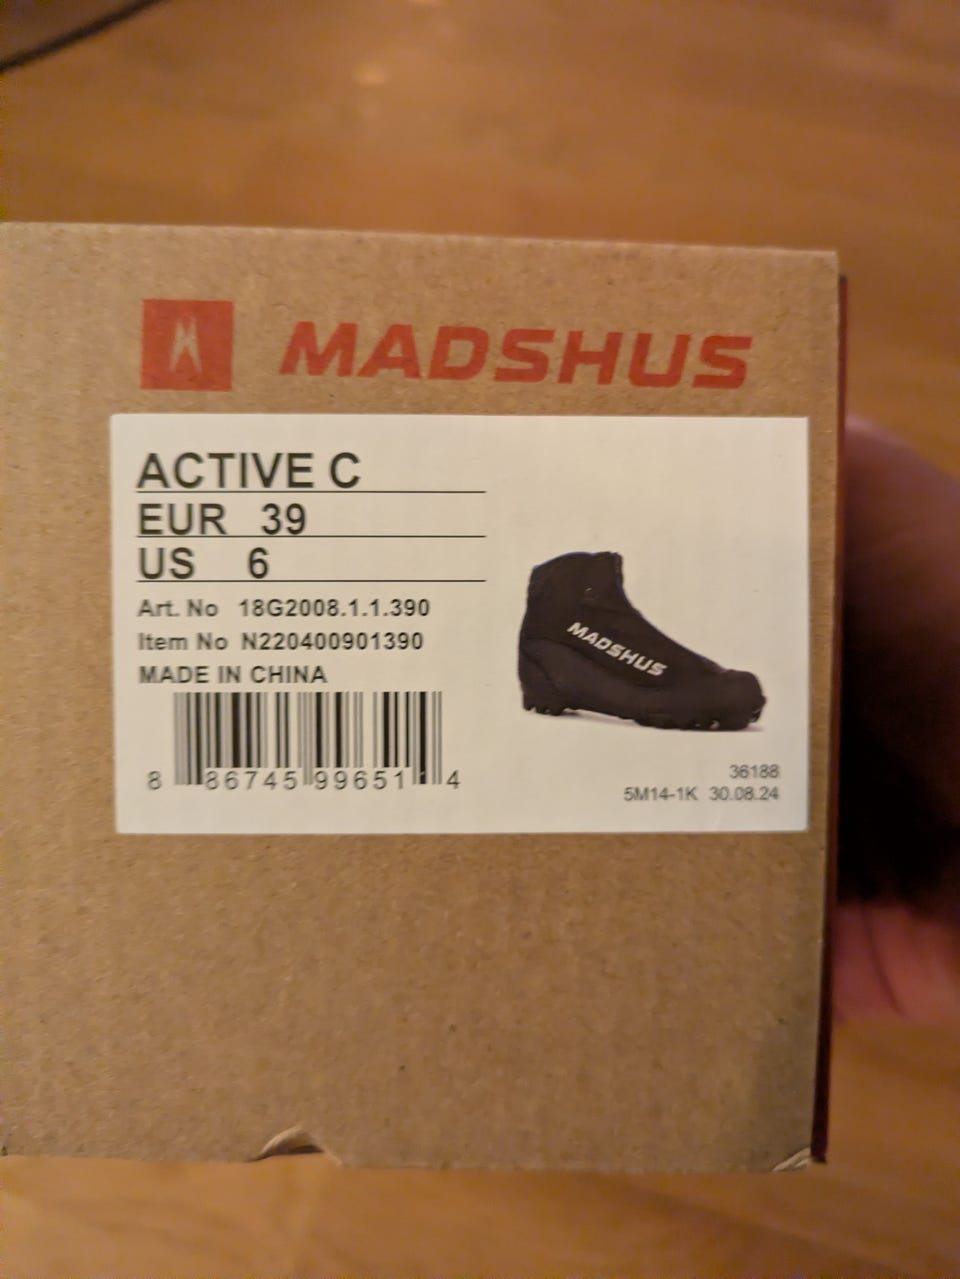 MADSHUS
ACTIVE C
EUR 39
US 6
Art. No 18G2008.1.1.390
Item No N220400901390
MADE IN CHINA
8 86745 99651 4
MADSHUS
36188
5M14-1K 30.08.24